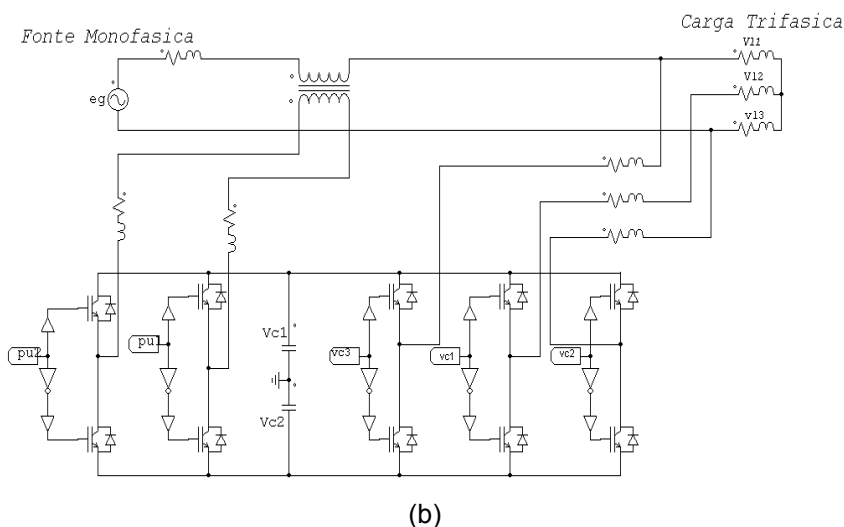 Fonte Monofasica
Carga Trifasica
Vl1
eg
Vl2
vl3
Vc1
pu2
pu1
vc3
vc1
vc2
Vc2
(b)